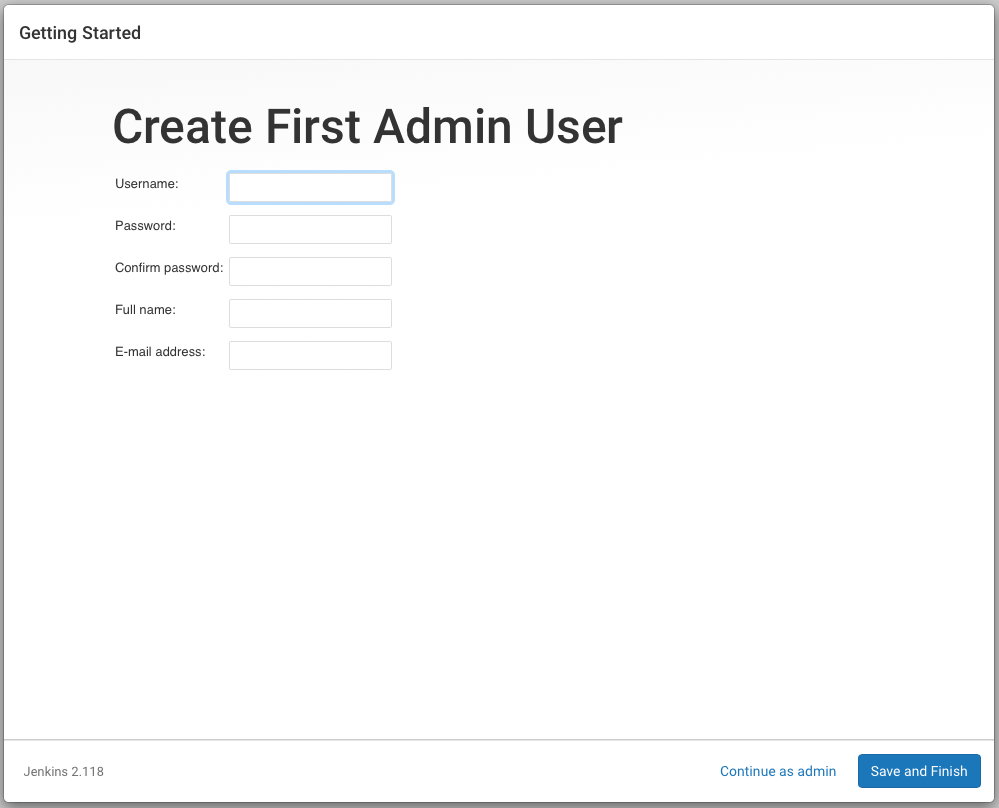 Getting Started
Create First Admin User
Username:
Password:
Confirm password:
Full name:
E-mail address:
Jenkins 2.118
Continue as admin
Save and Finish